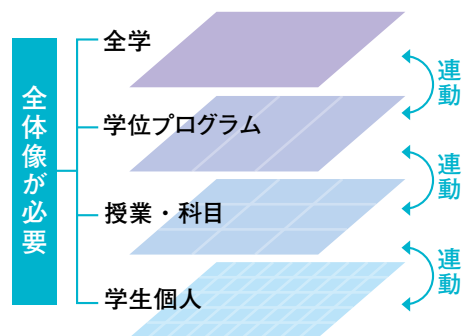 全体像が必要
全学
学位プログラム
授業・科目
学生個人
連動
連動
連動